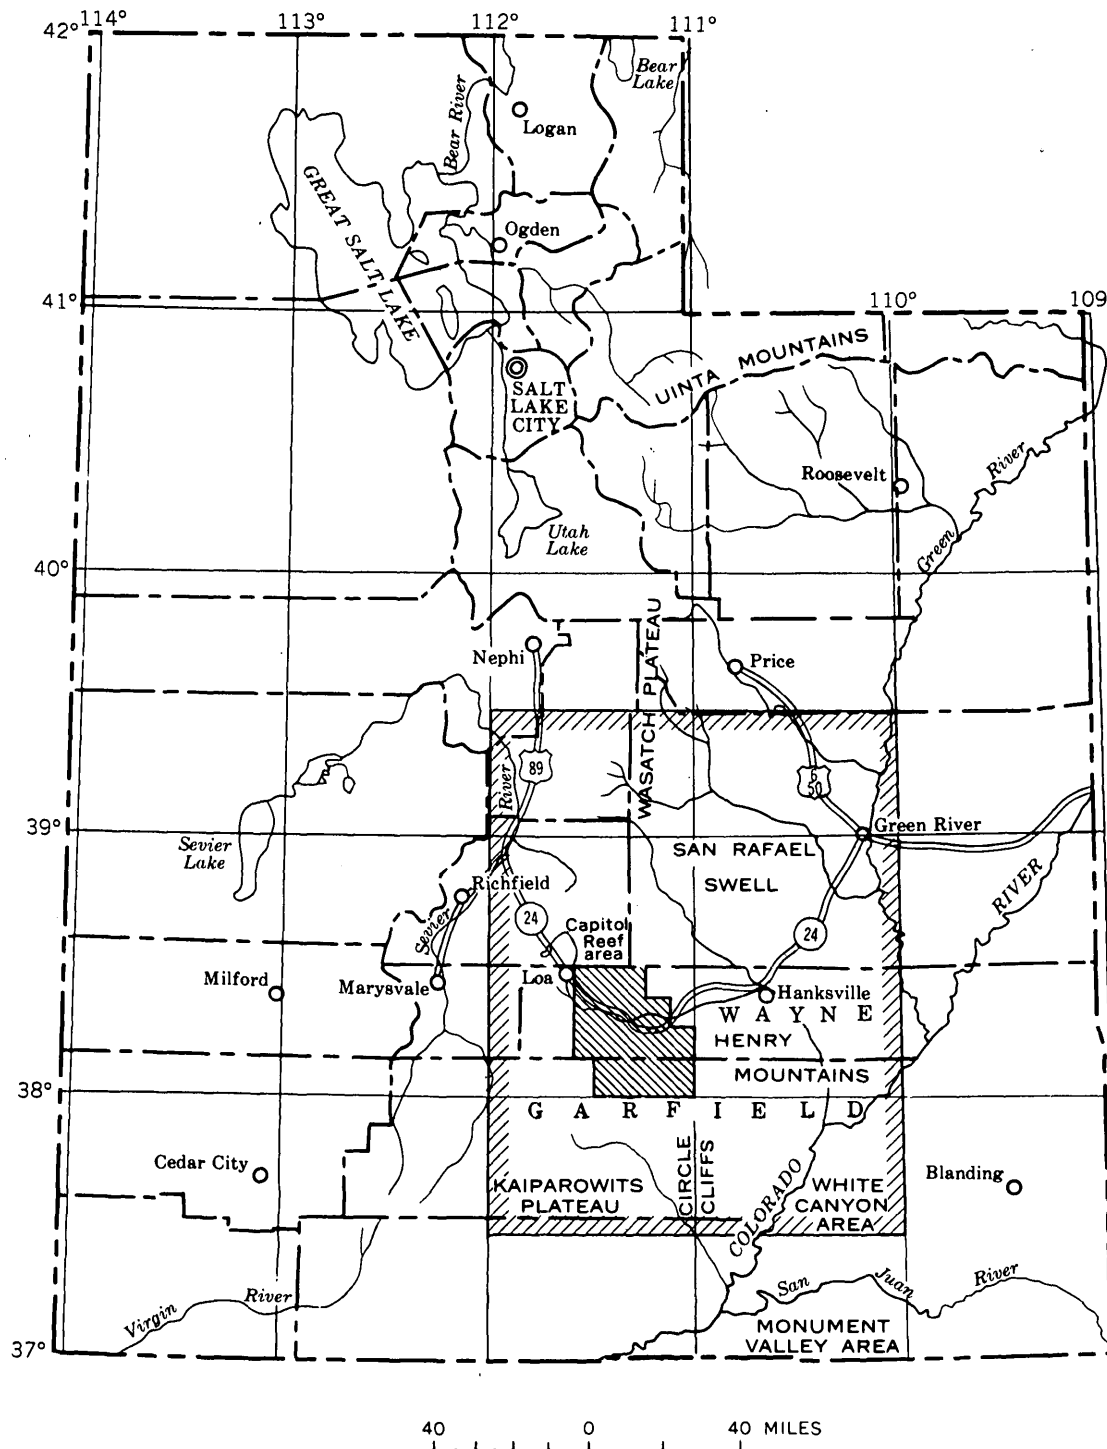 114°
113°
112°
111°
42°
Bear
Lake
Bear River
Logan
GREAT SALT LAKE
Ogden
41°
110°
109
UINTA MOUNTAINS
SALT
LAKE
CITY
Roosevelt
Green River
Utah
Lake
40°
Nephi
WASATCH PLATEAU
Price
89
6
50
River
39°
Green River
Sevier
Lake
SAN RAFAEL
SWELL
RIVER
Richfield
Sevier
24
24
Capitol
Reef
area
Milford
Marysvale
Loa
Hanksville
WAYNE
HENRY
MOUNTAINS
38°
GARFIELD
Cedar City
CIRCLE
CLIFFS
Blanding
KAIPAROWITS
PLATEAU
COLORADO
WHITE
CANYON
AREA
Virgin River
San Juan River
37°
MONUMENT
VALLEY AREA
40 0 40 MILES